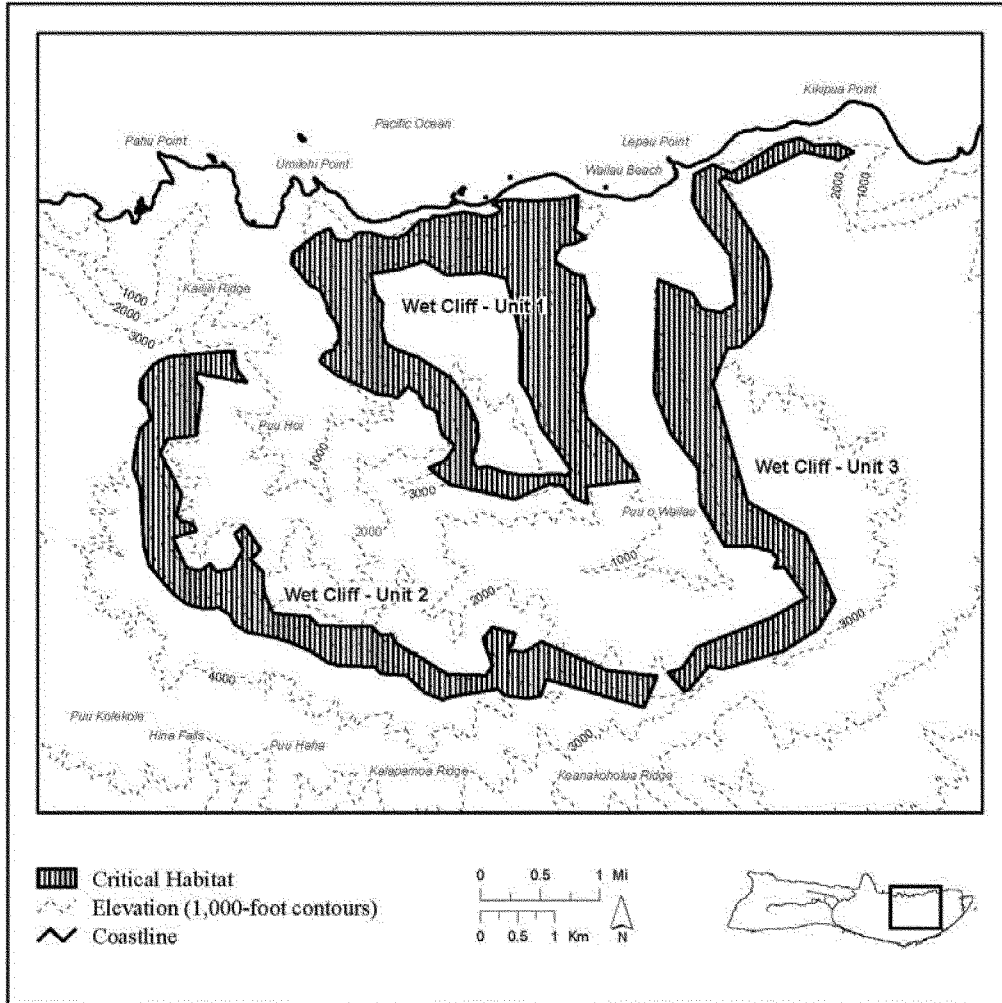 Kikipua Point
Pacific Ocean
Pahu Point
Lepau Point
Umilehi Point
Wailau Beach
2000
4000
Kailiili Ridge
1000
2000
3000
Wet Cliff - Unit 1
Puu Hoi
1000
Wet Cliff - Unit 3
3000
Puu o Wailau
2000
1000
Wet Cliff - Unit 2
2000
3000
4000
Puu Kolekole
Hina Falls
Puu Haha
3000
Kalapamoa Ridge
Keanakoholua Ridge
Critical Habitat
Elevation (1,000-foot contours)
Coastline
0 0.5 1 Mi
0 0.5 1 Km
N